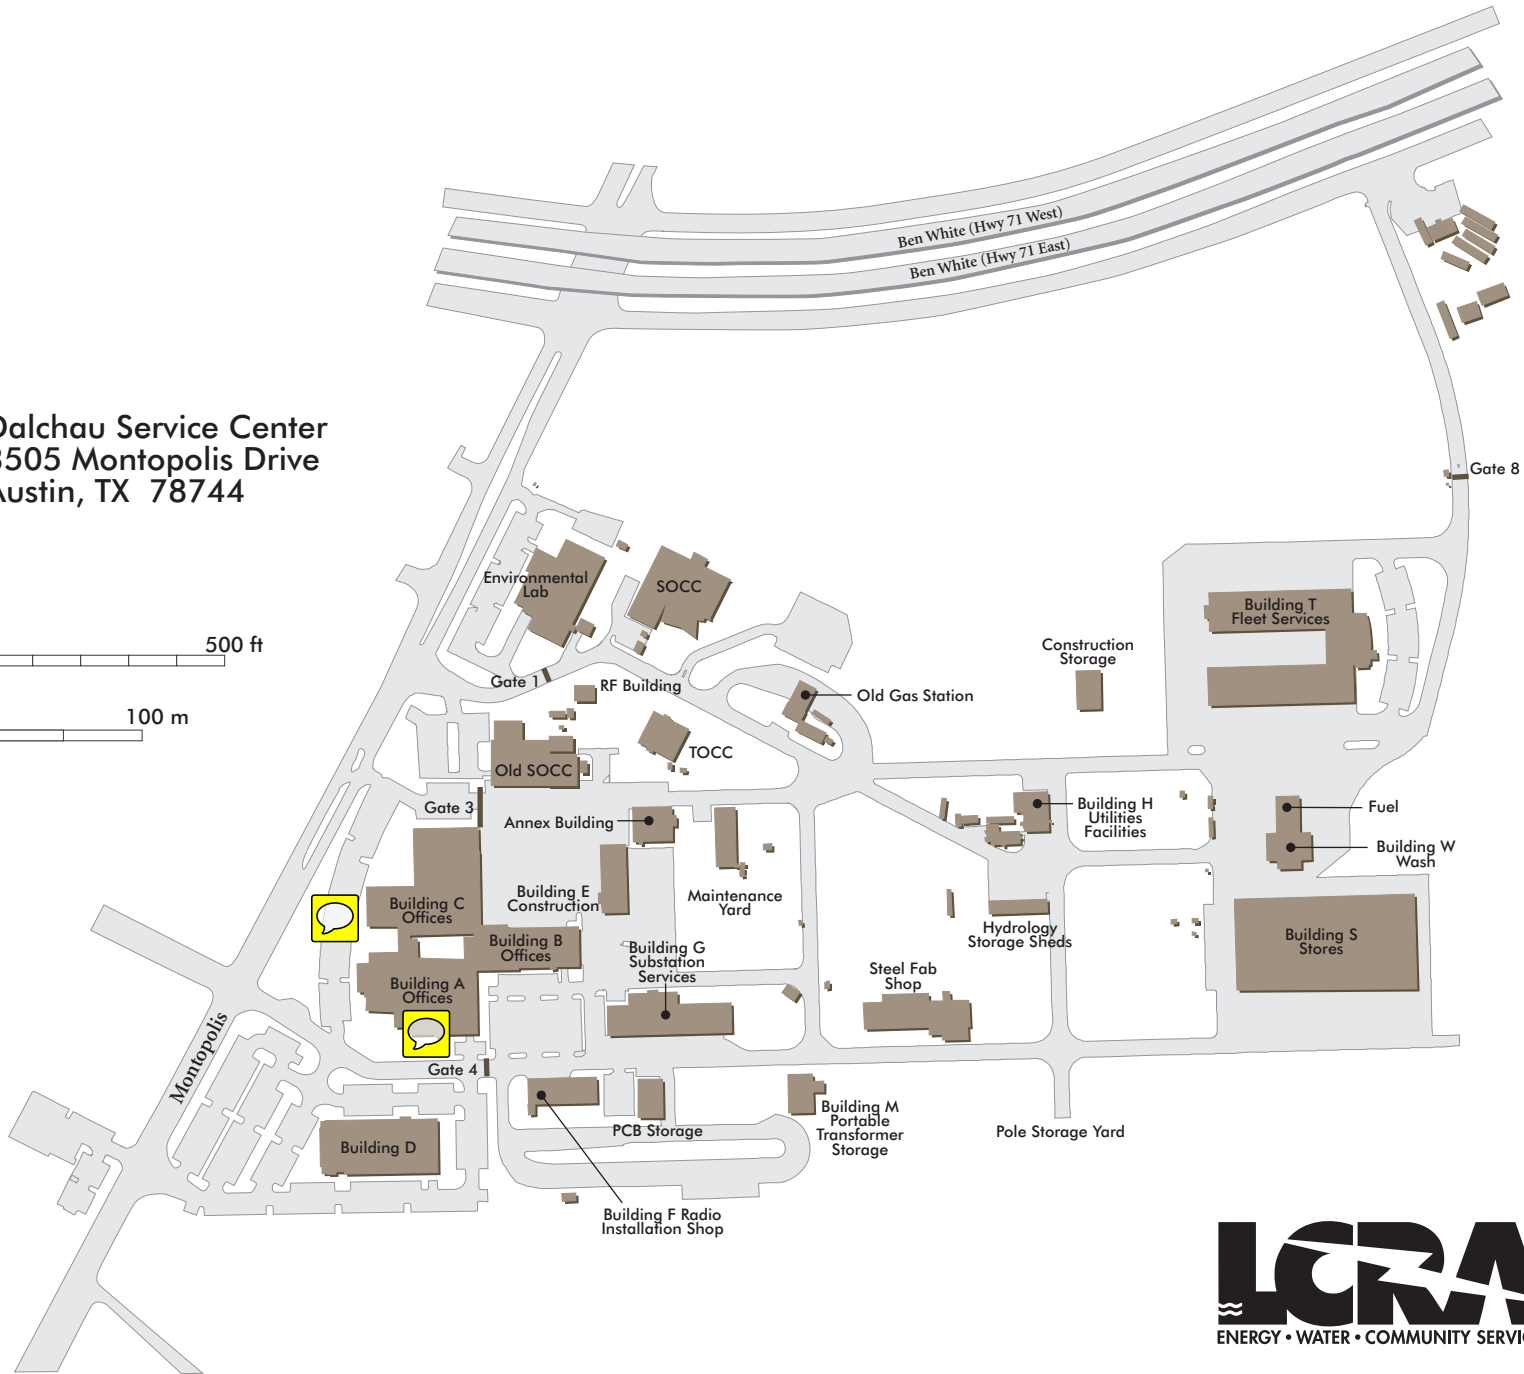 Ben White (Hwy 71 West)
Ben White (Hwy 71 East)
Dalchau Service Center
3505 Montopolis Drive
Austin, TX 78744
Gate 8
500 ft
100 m
Environmental
Lab
SOCC
Building T
Fleet Services
Construction
Storage
Gate 1
RF Building
Old Gas Station
TOCC
Old SOCC
Gate 3
Annex Building
Building H
Utilities
Facilities
Fuel
Building W
Wash
Building E
Construction
Maintenance
Yard
Building C
Offices
Building B
Offices
Building G
Substation
Services
Hydrology
Storage Sheds
Building S
Stores
Building A
Offices
Steel Fab
Shop
Montopolis
Gate 4
Building M
Portable
Transformer
Storage
PCB Storage
Pole Storage Yard
Building D
Building F Radio
Installation Shop
LCRA
ENERGY • WATER • COMMUNITY SERVIC